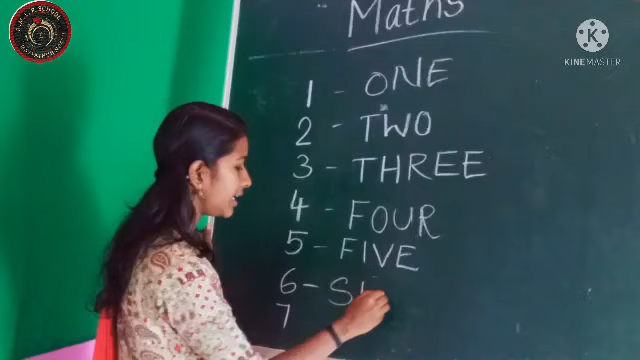 Maths
1 - ONE
2 - TWO
3 - THREE
4 - FOUR
5 - FIVE
6 - SI
7
KINEMASTER